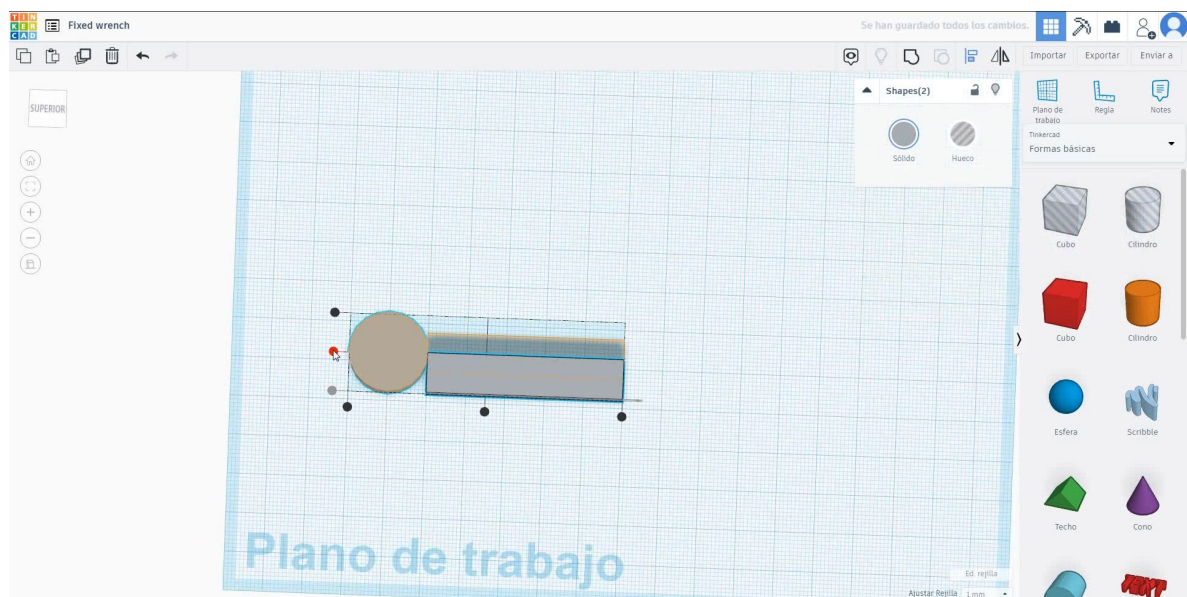 TIN
KER
CAD
Fixed wrench
Se han guardado todos los cambios.
Importar
Exportar
Enviar a
SUPERIOR
Shapes(2)
Sólido
Hueco
Plano de trabajo
Regla
Notes
Tinkercad
Formas básicas
Cubo
Cilindro
Cubo
Cilindro
Esfera
Scribble
Techo
Cono
TEXT
Plano de trabajo
Ed. rejilla
Ajustar Rejilla
1 mm